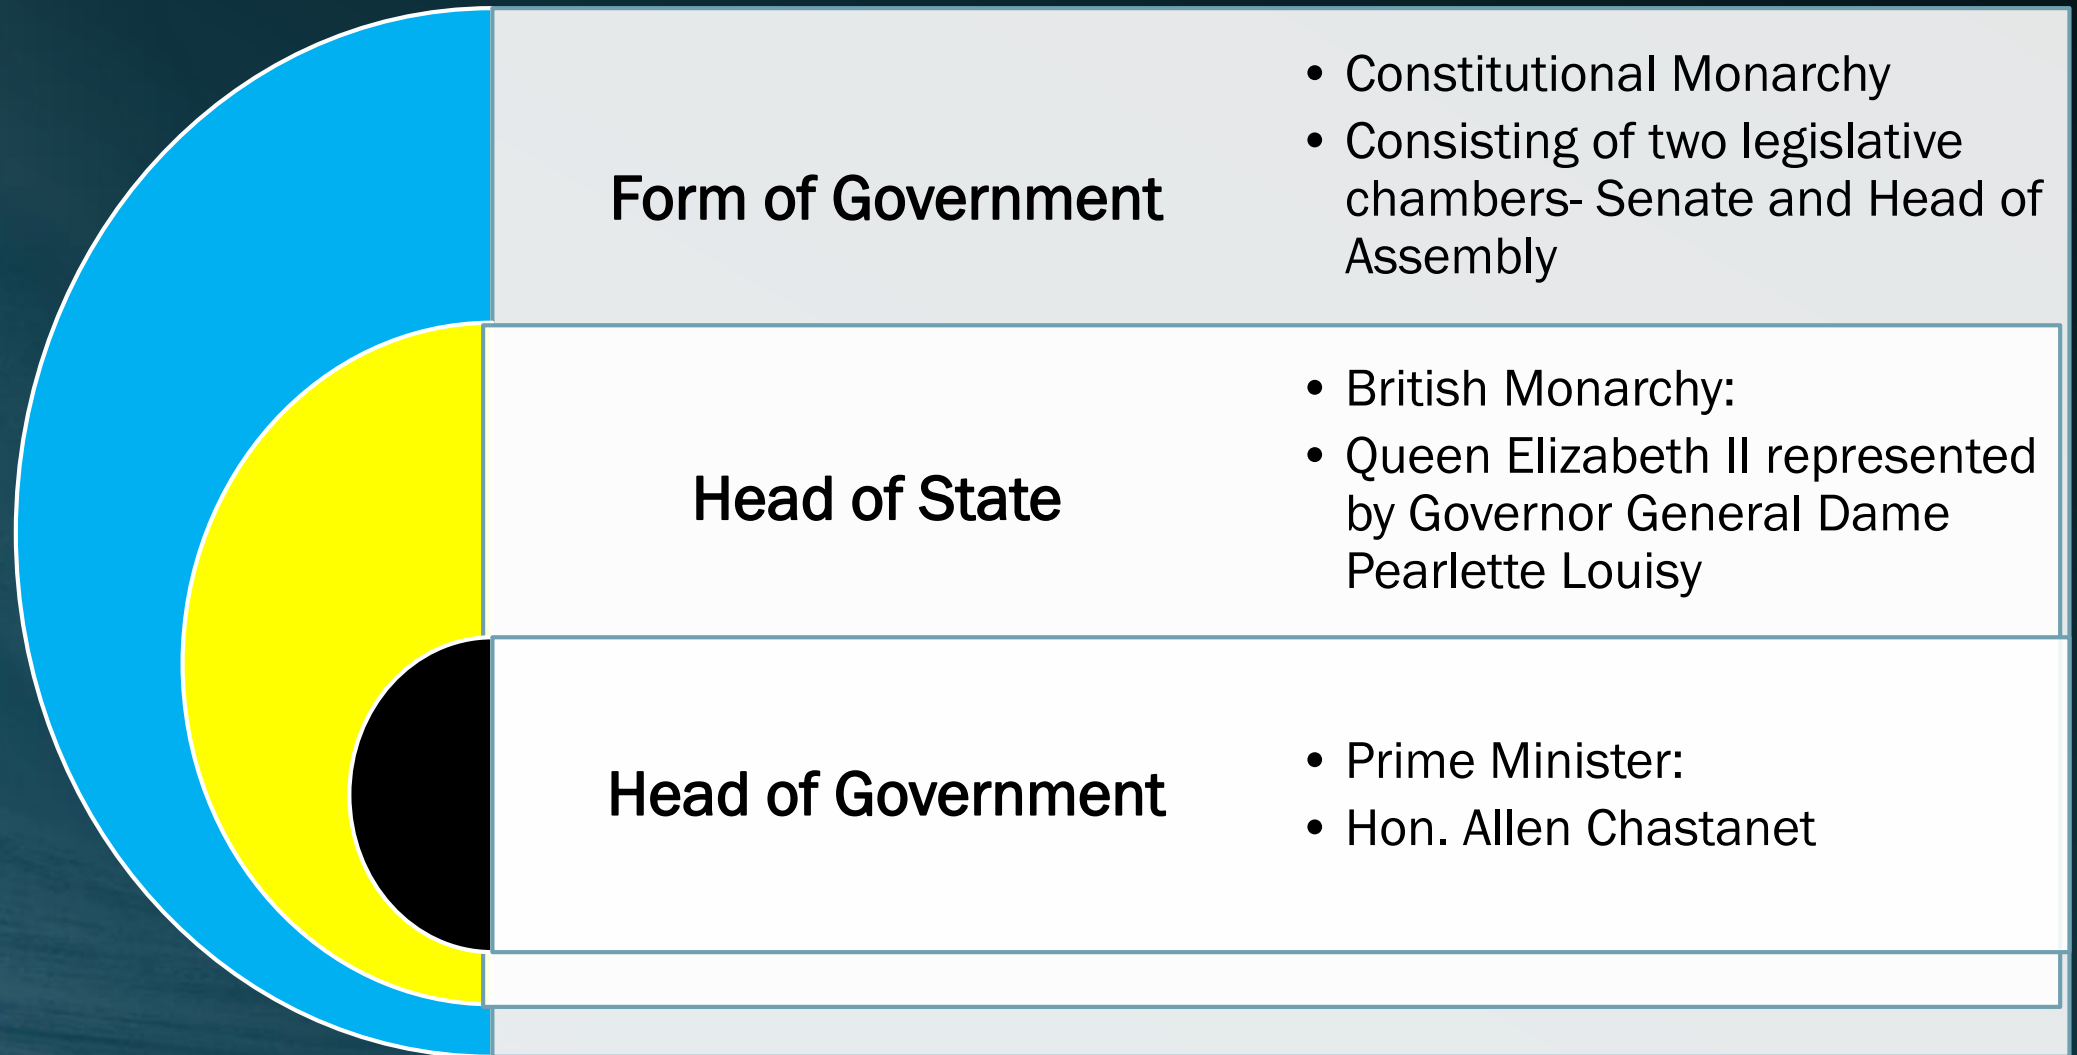 Form of Government
• Constitutional Monarchy
• Consisting of two legislative
chambers- Senate and Head of
Assembly
Head of State
• British Monarchy:
• Queen Elizabeth II represented
by Governor General Dame
Pearlette Louisy
Head of Government
• Prime Minister:
• Hon. Allen Chastanet